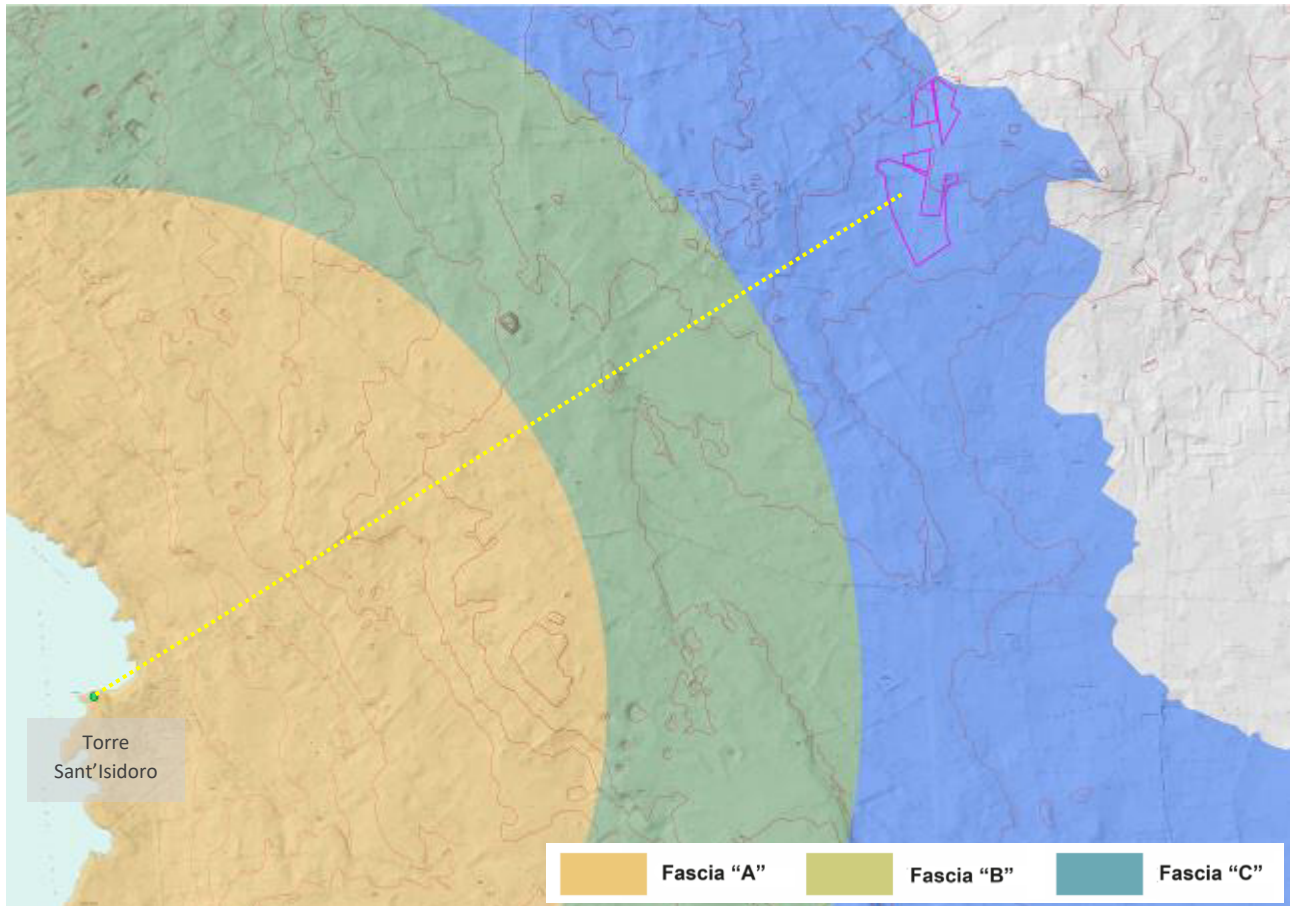 Torre
Sant’Isidoro
Fascia “A”
Fascia “B”
Fascia “C”